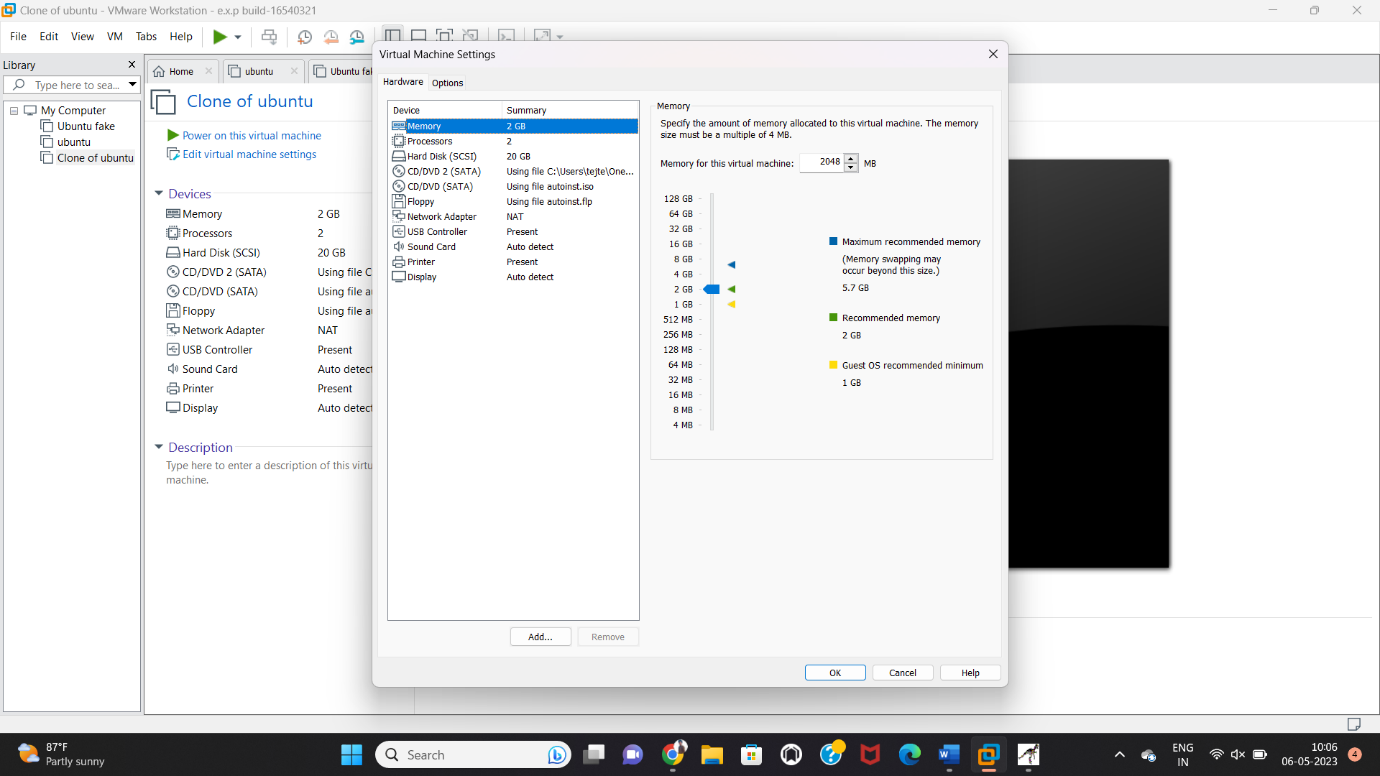 Clone of ubuntu - VMware Workstation - e.x.p build-16540321
File Edit View VM Tabs Help
Library
Type here to sea...
My Computer
Ubuntu fake
ubuntu
Clone of ubuntu
Home
ubuntu
Ubuntu fal
Clone of ubuntu
Power on this virtual machine
Edit virtual machine settings
Devices
Memory 2 GB
Processors 2
Hard Disk (SCSI) 20 GB
CD/DVD 2 (SATA) Using file C
CD/DVD (SATA) Using file a
Floppy Using file a
Network Adapter NAT
USB Controller Present
Sound Card Auto detect
Printer Present
Display Auto detect
Description
Type here to enter a description of this virtu
machine.
Virtual Machine Settings
Hardware Options
Device Summary
Memory 2 GB
Processors 2
Hard Disk (SCSI) 20 GB
CD/DVD 2 (SATA) Using file C:\Users\tejte\One...
CD/DVD (SATA) Using file autoinst.iso
Floppy Using file autoinst.flp
Network Adapter NAT
USB Controller Present
Sound Card Auto detect
Printer Present
Display Auto detect
Add... Remove
Memory
Specify the amount of memory allocated to this virtual machine. The memory
size must be a multiple of 4 MB.
Memory for this virtual machine: 2048 MB
128 GB
64 GB
32 GB
16 GB
8 GB
4 GB
2 GB
1 GB
512 MB
256 MB
128 MB
64 MB
32 MB
16 MB
8 MB
4 MB
Maximum recommended memory
(Memory swapping may
occur beyond this size.)
5.7 GB
Recommended memory
2 GB
Guest OS recommended minimum
1 GB
OK Cancel Help
87°F
Partly sunny
Search
ENG
IN
10:06
06-05-2023
4